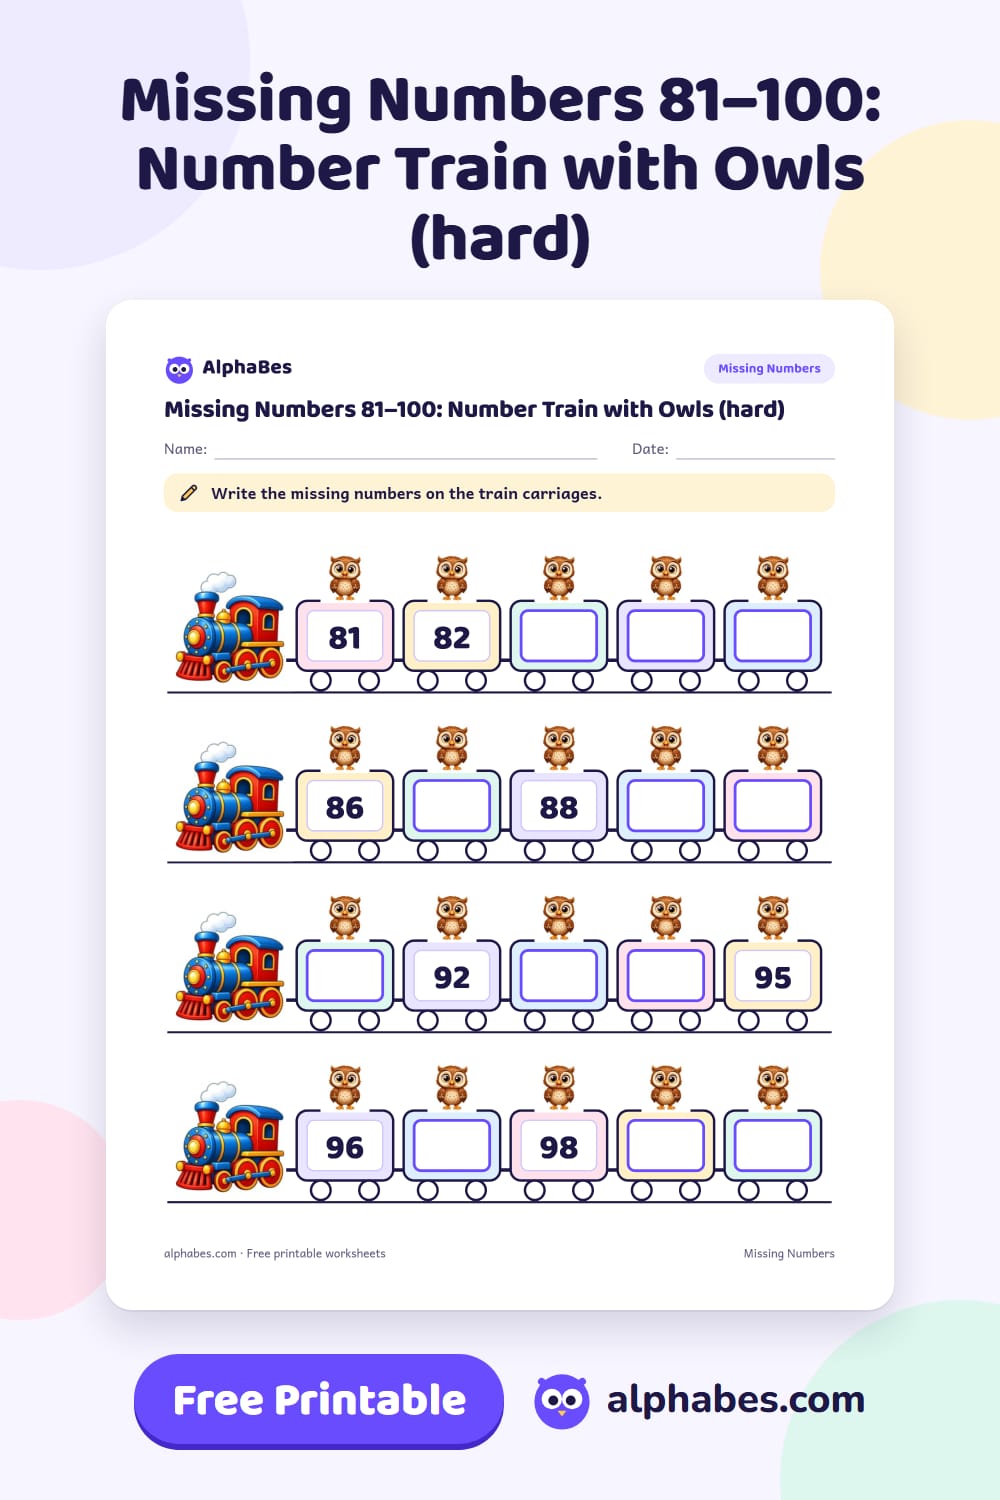 Missing Numbers 81–100:
Number Train with Owls
(hard)
AlphaBes
Missing Numbers
Missing Numbers 81–100: Number Train with Owls (hard)
Name:
Date:
Write the missing numbers on the train carriages.
81 82
86 88
92 95
96 98
alphabes.com · Free printable worksheets
Missing Numbers
Free Printable
alphabes.com